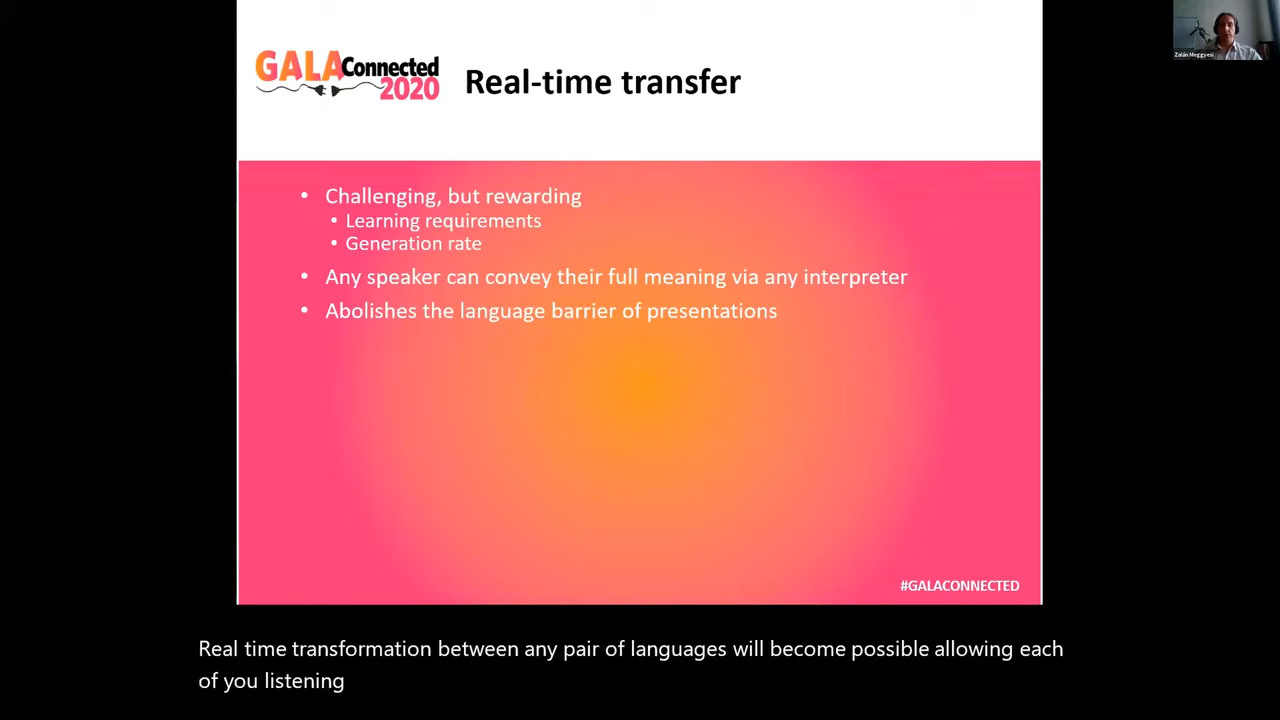 GALAConnected
2020
Real-time transfer
Zalán Meggyesi
• Challenging, but rewarding
• Learning requirements
• Generation rate
• Any speaker can convey their full meaning via any interpreter
• Abolishes the language barrier of presentations
#GALACONNECTED
Real time transformation between any pair of languages will become possible allowing each
of you listening